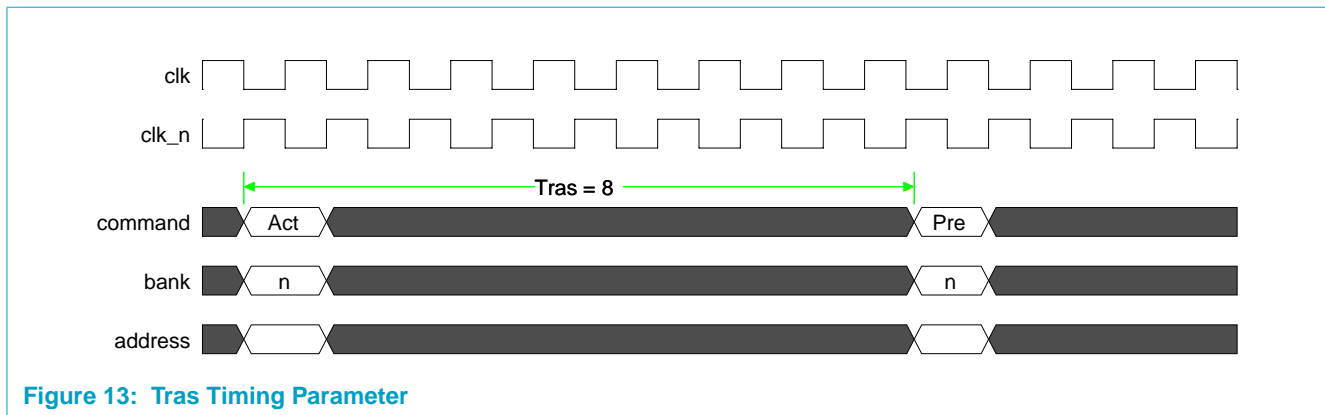 clk
clk_n
Tras = 8
command Act Pre
bank n n
address
Figure 13: Tras Timing Parameter